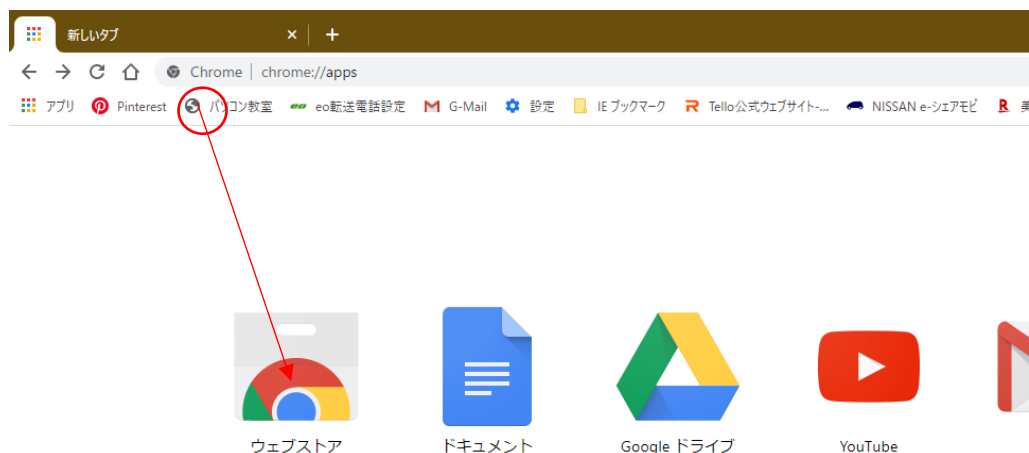 新しいタブ
Chrome | chrome://apps
アプリ Pinterest パソコン教室 eo eo転送電話設定 G-Mail 設定 IE ブックマーク Tello公式ウェブサイト-... NISSAN e-シェアモビ R 美
ウェブストア ドキュメント Google ドライブ YouTube